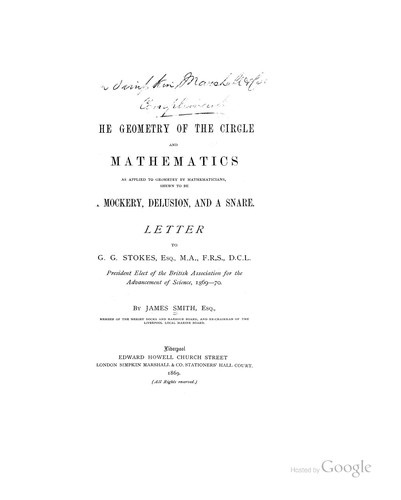 Simpkin, Marshall & Co
HE GEOMETRY OF THE CIRCLE
AND
MATHEMATICS
AS APPLIED TO GEOMETRY BY MATHEMATICIANS,
SHEWN TO BE
A MOCKERY, DELUSION, AND A SNARE.
LETTER
TO
G. G. STOKES, Esq., M.A., F.R.S., D.C.L.
President Elect of the British Association for the
Advancement of Science, 1869–70.
By JAMES SMITH, Esq.,
MEMBER OF THE MERSEY DOCKS AND HARBOUR BOARD, AND EX-CHAIRMAN OF THE
LIVERPOOL LOCAL MARINE BOARD.
Liverpool
EDWARD HOWELL CHURCH STREET
LONDON SIMPKIN MARSHALL & CO. STATIONERS' HALL COURT.
1869.
(All Rights reserved.)
Hosted by Google